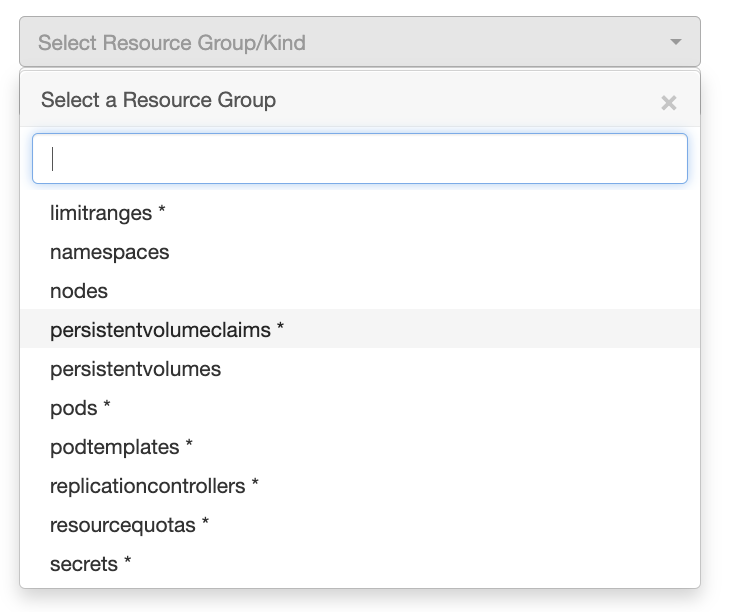 Select Resource Group/Kind
Select a Resource Group
limitranges *
namespaces
nodes
persistentvolumeclaims *
persistentvolumes
pods *
podtemplates *
replicationcontrollers *
resourcequotas *
secrets *